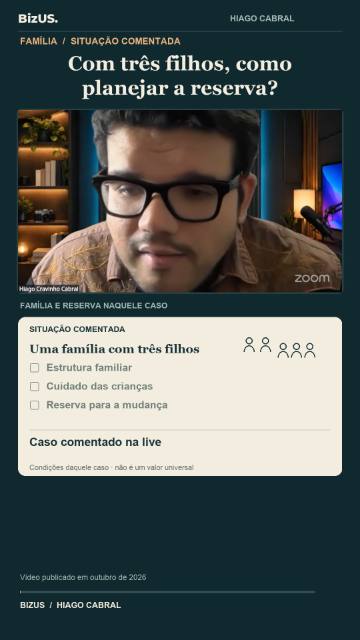 BizUS.
HIAGO CABRAL
FAMÍLIA / SITUAÇÃO COMENTADA
Com três filhos, como
planejar a reserva?
Hiago Cravinho Cabral
zoom
FAMÍLIA E RESERVA NAQUELE CASO
SITUAÇÃO COMENTADA
Uma família com três filhos
Estrutura familiar
Cuidado das crianças
Reserva para a mudança
Caso comentado na live
Condições daquele caso · não é um valor universal
Vídeo publicado em outubro de 2026
BIZUS / HIAGO CABRAL